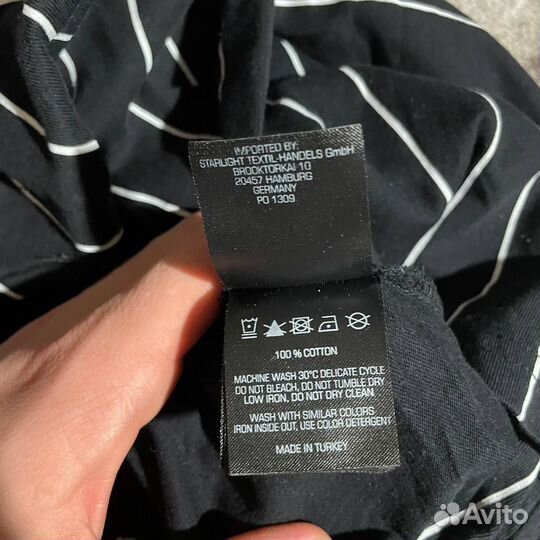 IMPORTED BY:
STARLIGHT TEXTIL-HANDELS GmbH
BROOKTORKAI 10
20457 HAMBURG
GERMANY
PO 1309
100 % COTTON
MACHINE WASH 30°C DELICATE CYCLE
DO NOT BLEACH, DO NOT TUMBLE DRY
LOW IRON, DO NOT DRY CLEAN
WASH WITH SIMILAR COLORS
IRON INSIDE OUT, USE COLOR DETERGENT
MADE IN TURKEY
Avito